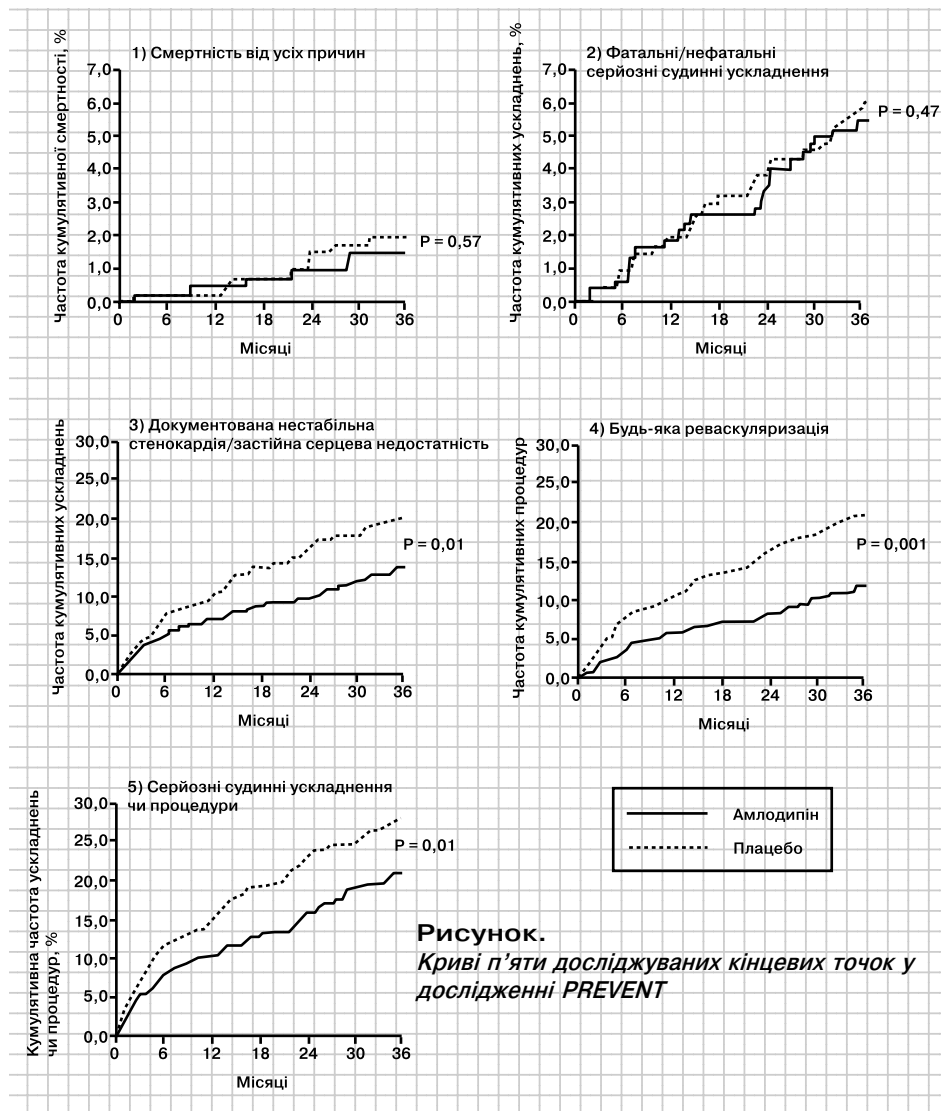 1) Смертність від усіх причин
Частота кумулятивної смертності, %
7,0
6,0
5,0
4,0
3,0
2,0
1,0
0,0
P = 0,57
0 6 12 18 24 30 36
Місяці
2) Фатальні/нефатальні
серйозні судинні ускладнення
Частота кумулятивних ускладнень, %
7,0
6,0
5,0
4,0
3,0
2,0
1,0
0,0
P = 0,47
0 6 12 18 24 30 36
Місяці
3) Документована нестабільна
стенокардія/застійна серцева недостатність
Частота кумулятивних ускладнень
30,0
25,0
20,0
15,0
10,0
5,0
0,0
P = 0,01
0 6 12 18 24 30 36
Місяці
4) Будь-яка реваскуляризація
Частота кумулятивних процедур
30,0
25,0
20,0
15,0
10,0
5,0
0,0
P = 0,001
0 6 12 18 24 30 36
Місяці
5) Серйозні судинні ускладнення
чи процедури
Кумулятивна частота ускладнень
чи процедур, %
30,0
25,0
20,0
15,0
10,0
5,0
0,0
P = 0,01
0 6 12 18 24 30 36
Місяці
Амлодипін
Плацебо
Рисунок.
Криві п’яти досліджуваних кінцевих точок у
дослідженні PREVENT